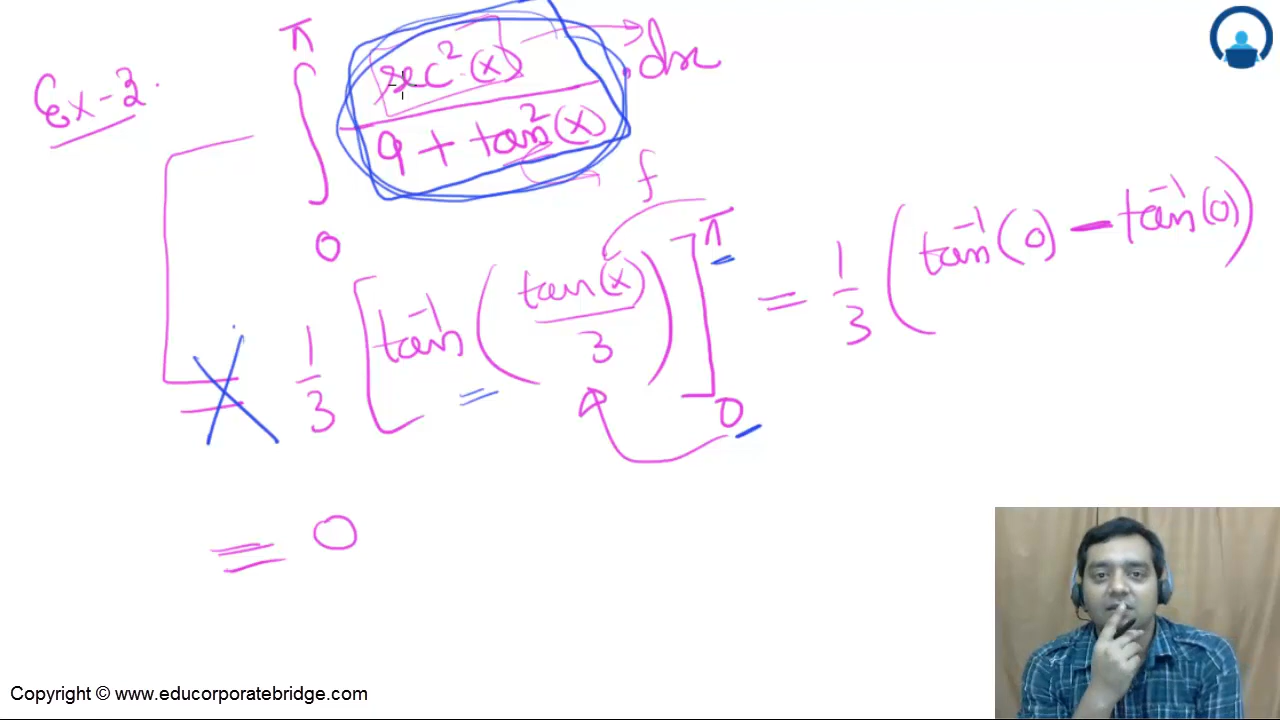 Ex-3. ∫₀^π sec²(x) / (9 + tan²(x)) · dx
f
= 1/3 [tan⁻¹(tan(x)/3)]₀^π = 1/3 (tan⁻¹(0) − tan⁻¹(0))
= 0
Copyright © www.educorporatebridge.com